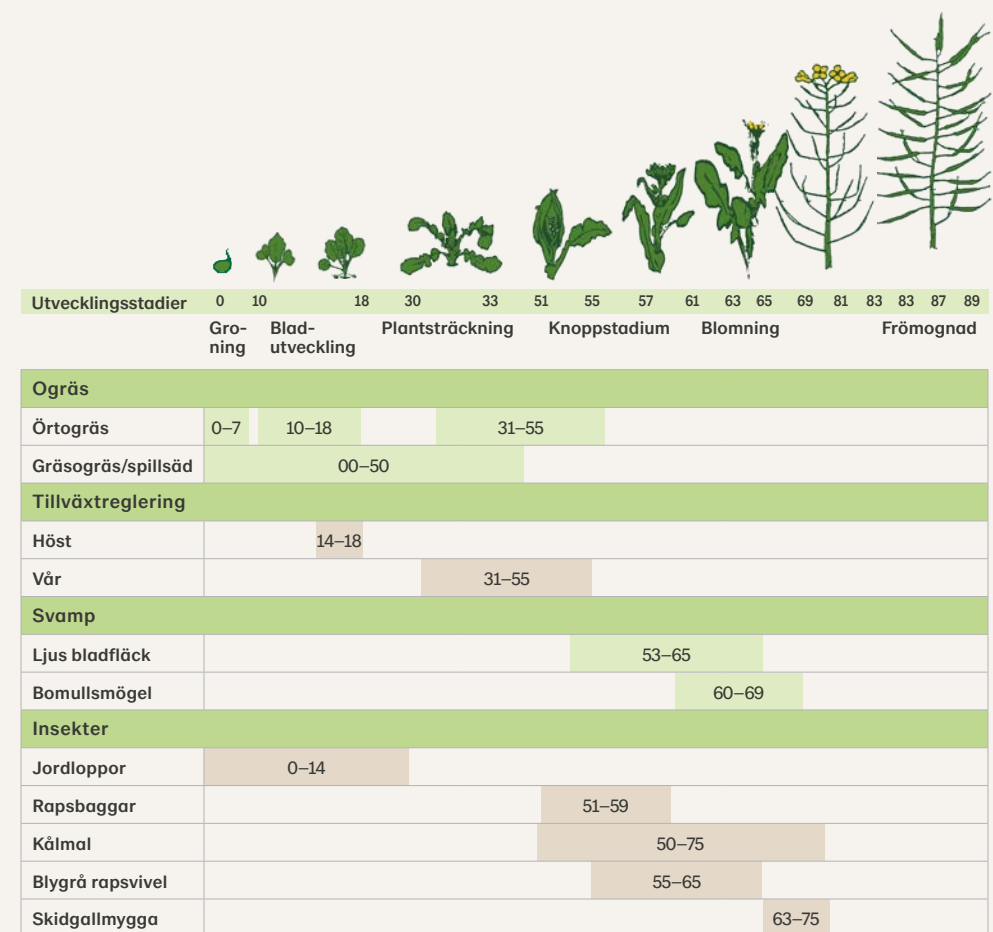 Utvecklingsstadier 0 10 18 30 33 51 55 57 61 63 65 69 81 83 83 87 89
Gro-
ning
Blad-
utveckling
Plantsträckning
Knoppstadium
Blomning
Frömognad
Ogräs
Örtogräs 0–7 10–18 31–55
Gräsogräs/spillsäd 00–50
Tillväxtreglering
Höst 14–18
Vår 31–55
Svamp
Ljus bladfläck 53–65
Bomullsmögel 60–69
Insekter
Jordloppor 0–14
Rapsbaggar 51–59
Kålmal 50–75
Blygrå rapsvivel 55–65
Skidgallmygga 63–75